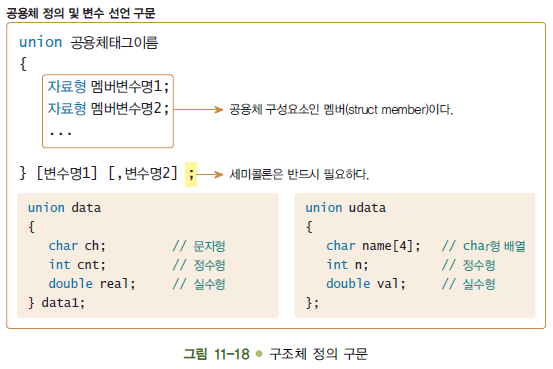 공용체 정의 및 변수 선언 구문
union 공용체태그이름
{
자료형 멤버변수명1;
자료형 멤버변수명2;
공용체 구성요소인 멤버(struct member)이다.
...
} [변수명1] [,변수명2] ;
세미콜론은 반드시 필요하다.
union data
{
char ch; // 문자형
int cnt; // 정수형
double real; // 실수형
} data1;
union udata
{
char name[4]; // char형 배열
int n; // 정수형
double val; // 실수형
};
그림 11-18 ● 구조체 정의 구문